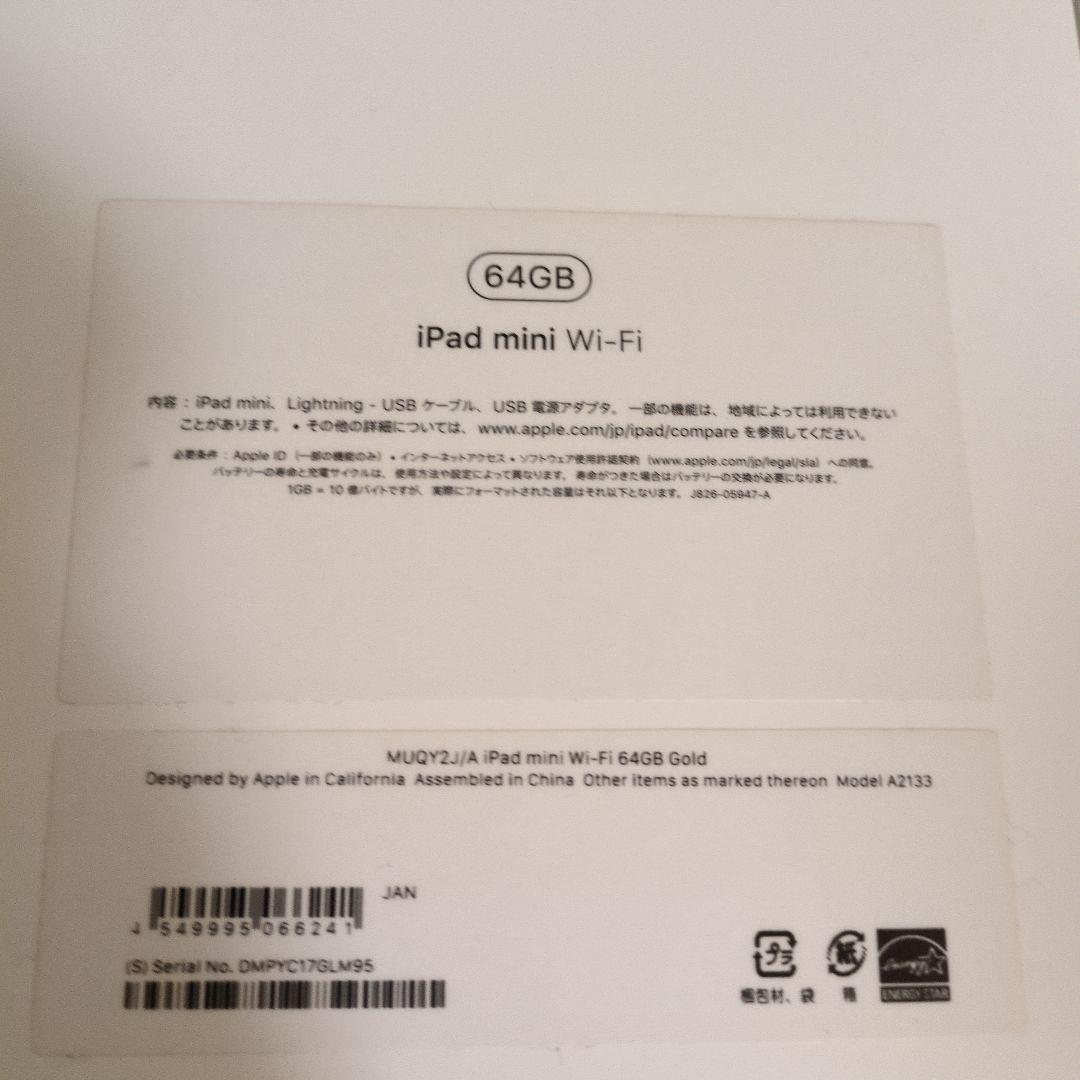 64GB
iPad mini Wi-Fi
内容：iPad mini、Lightning - USB ケーブル、USB 電源アダプタ。一部の機能は、地域によっては利用できない
ことがあります。• その他の詳細については、www.apple.com/jp/ipad/compare を参照してください。
必要条件：Apple ID（一部の機能のみ）• インターネットアクセス • ソフトウェア使用許諾契約（www.apple.com/jp/legal/sla）への同意。
バッテリーの寿命と充電サイクルは、使用方法や設定によって異なります。寿命がつきた場合はバッテリーの交換が必要になります。
1GB = 10 億バイトですが、実際にフォーマットされた容量はそれ以下となります。J826-05947-A
MUQY2J/A iPad mini Wi-Fi 64GB Gold
Designed by Apple in California Assembled in China Other items as marked thereon Model A2133
JAN
4 549995 066241
(S) Serial No. DMPYC17GLM95
プラ 紙 energy
梱包材、袋 箱 ENERGY STAR